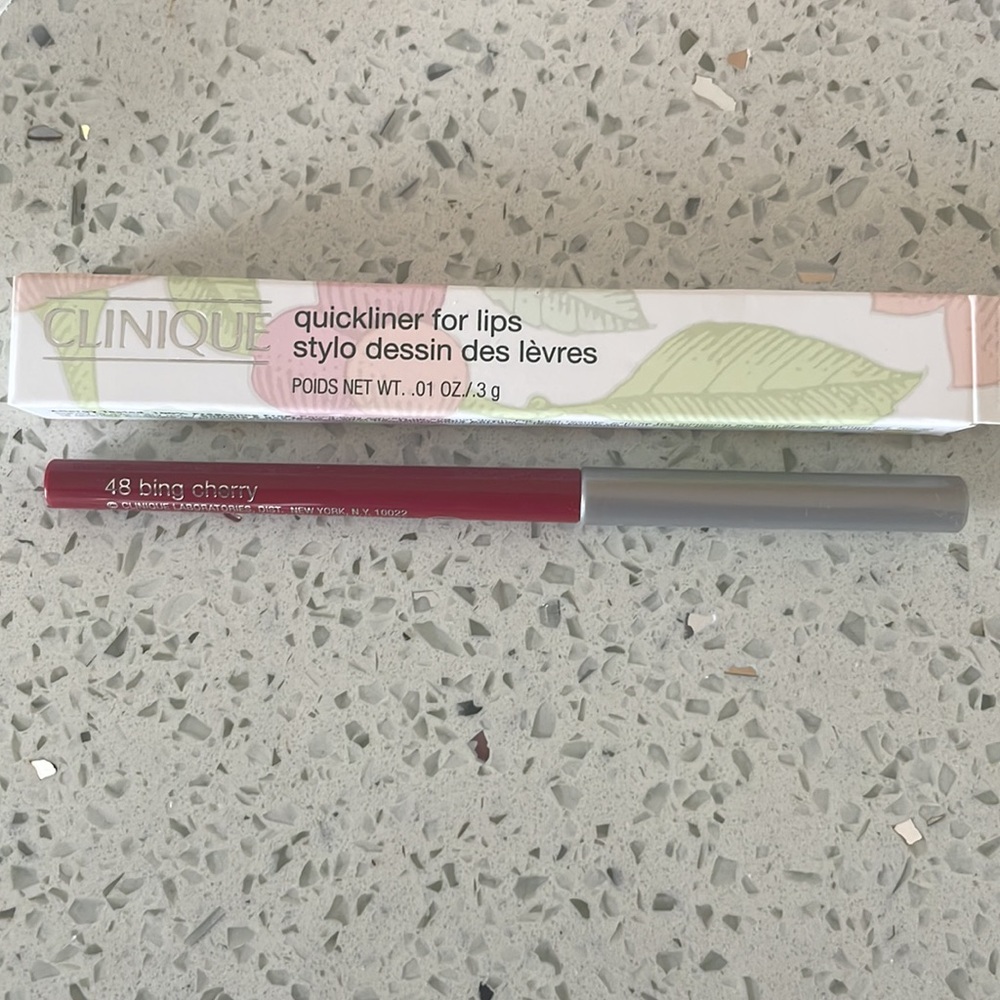 CLINIQUE
quickliner for lips
stylo dessin des lèvres
POIDS NET WT. .01 OZ./.3 g
48 bing cherry
© CLINIQUE LABORATORIES, DIST. NEW YORK, N.Y. 10022